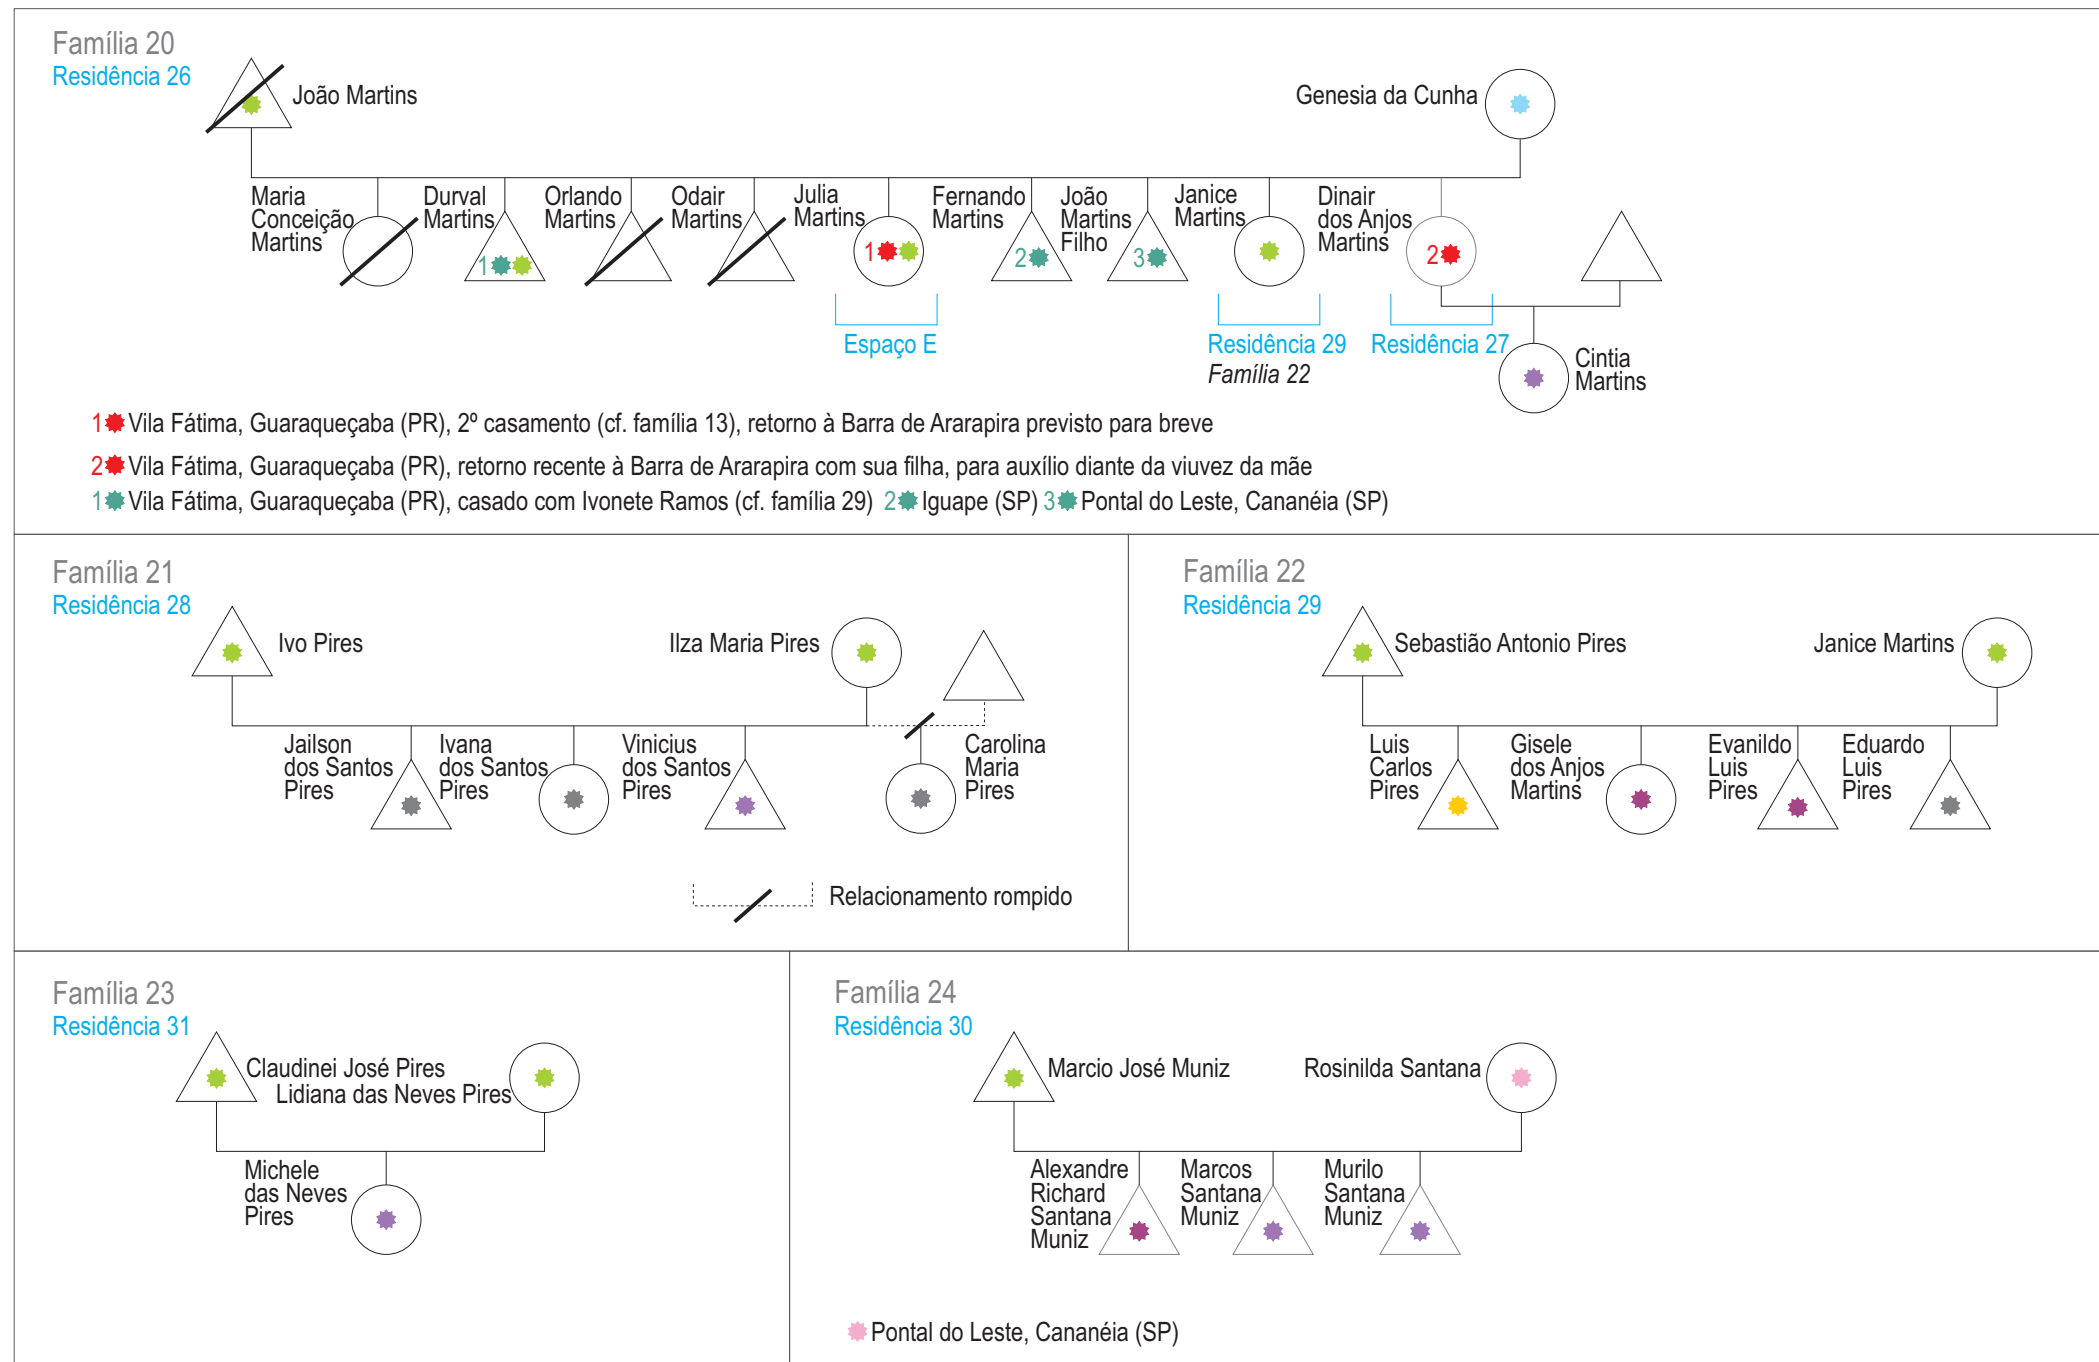 Família 20
Residência 26
João Martins
Genesia da Cunha
Maria
Conceição
Martins
Durval
Martins
Orlando
Martins
Odair
Martins
Julia
Martins
Fernando
Martins
João
Martins
Filho
Janice
Martins
Dinair
dos Anjos
Martins
1
1
2
3
2
Espaço E
Residência 29
Família 22
Residência 27
Cintia
Martins
1 Vila Fátima, Guaraqueçaba (PR), 2º casamento (cf. família 13), retorno à Barra de Ararapira previsto para breve
2 Vila Fátima, Guaraqueçaba (PR), retorno recente à Barra de Ararapira com sua filha, para auxílio diante da viuvez da mãe
1 Vila Fátima, Guaraqueçaba (PR), casado com Ivonete Ramos (cf. família 29) 2 Iguape (SP) 3 Pontal do Leste, Cananéia (SP)
Família 21
Residência 28
Ivo Pires
Ilza Maria Pires
Jailson
dos Santos
Pires
Ivana
dos Santos
Pires
Vinicius
dos Santos
Pires
Carolina
Maria
Pires
Relacionamento rompido
Família 22
Residência 29
Sebastião Antonio Pires
Janice Martins
Luis
Carlos
Pires
Gisele
dos Anjos
Martins
Evanildo
Luis
Pires
Eduardo
Luis
Pires
Família 23
Residência 31
Claudinei José Pires
Lidiana das Neves Pires
Michele
das Neves
Pires
Família 24
Residência 30
Marcio José Muniz
Rosinilda Santana
Alexandre
Richard
Santana
Muniz
Marcos
Santana
Muniz
Murilo
Santana
Muniz
Pontal do Leste, Cananéia (SP)